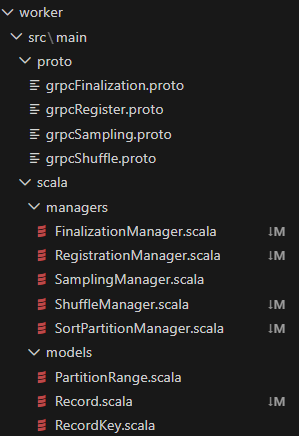 worker
src\main
proto
grpcFinalization.proto
grpcRegister.proto
grpcSampling.proto
grpcShuffle.proto
scala
managers
FinalizationManager.scala ↓M
RegistrationManager.scala ↓M
SamplingManager.scala
ShuffleManager.scala ↓M
SortPartitionManager.scala ↓M
models
PartitionRange.scala
Record.scala ↓M
RecordKey.scala